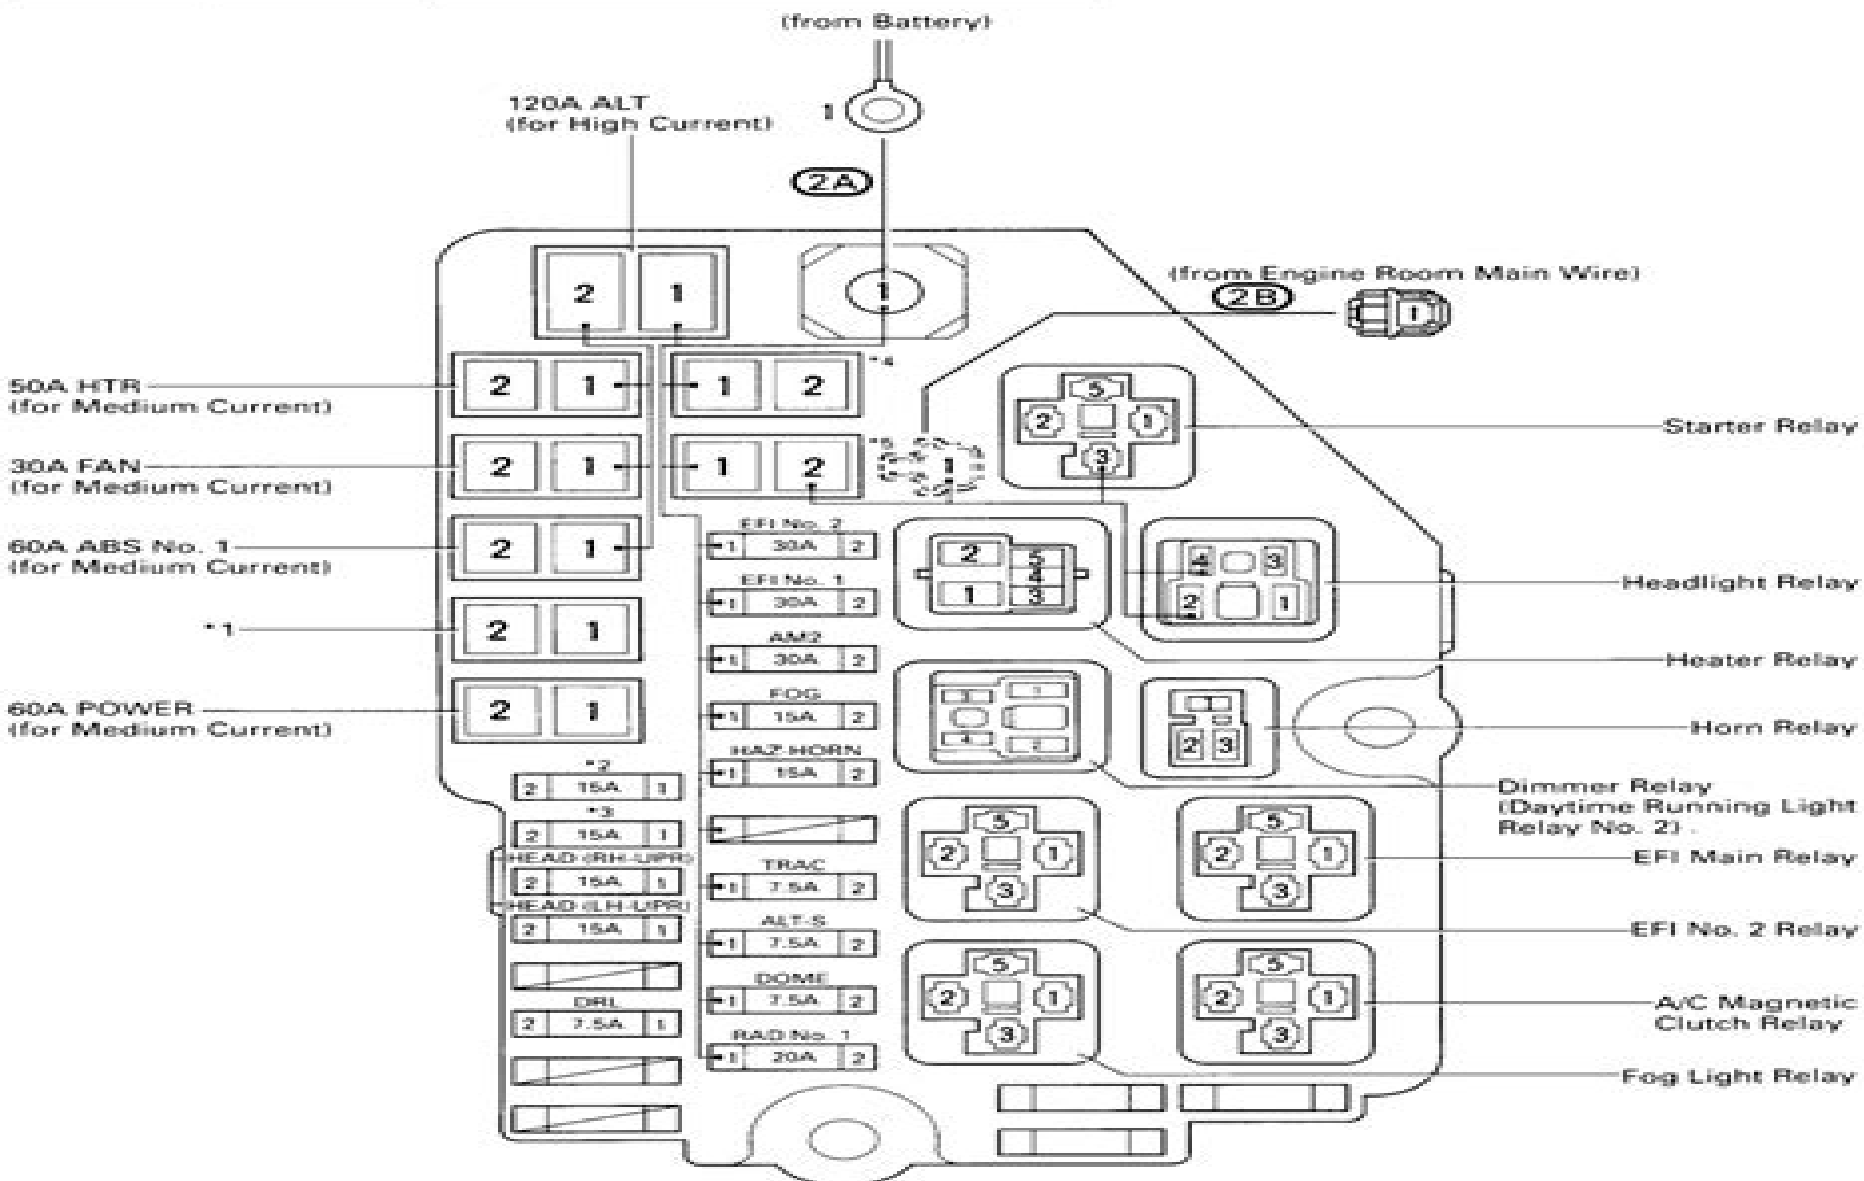 (from Battery)
120A ALT
(for High Current)
1
2A
(from Engine Room Main Wire)
2B
1
2 1
1
50A HTR
(for Medium Current)
2 1
1 2
*4
30A FAN
(for Medium Current)
2 1
1 2
1
5
2 1
3
Starter Relay
60A ABS No. 1
(for Medium Current)
2 1
*1
2 1
60A POWER
(for Medium Current)
2 1
EFI No. 2
1 30A 2
EFI No. 1
1 30A 2
AM2
1 30A 2
FOG
1 15A 2
HAZ-HORN
1 15A 2
TRAC
1 7.5A 2
ALT-S
1 7.5A 2
DOME
1 7.5A 2
RAD No. 1
1 20A 2
*2
2 15A 1
*3
2 15A 1
HEAD (RH-UPR)
2 15A 1
HEAD (LH-UPR)
2 15A 1
DRL
2 7.5A 1
2
1 3
3
2 1
Headlight Relay
Heater Relay
2 3
Horn Relay
Dimmer Relay
(Daytime Running Light
Relay No. 2)
5
2 1
3
5
2 1
3
EFI Main Relay
EFI No. 2 Relay
5
2 1
3
5
2 1
3
A/C Magnetic
Clutch Relay
Fog Light Relay